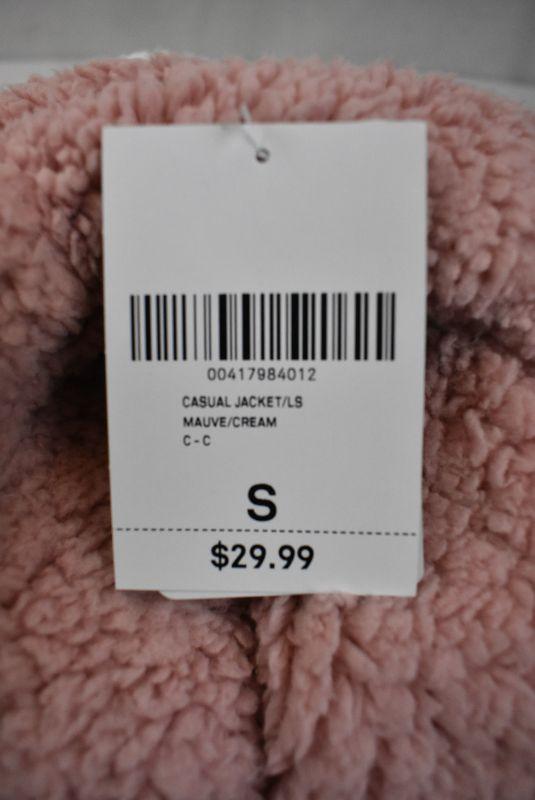 00417984012
CASUAL JACKET/LS
MAUVE/CREAM
C - C
S
$29.99